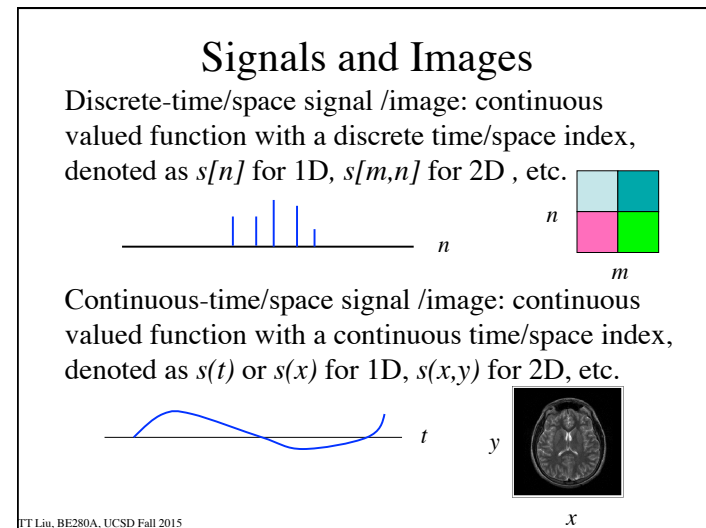 Signals and Images
Discrete-time/space signal /image: continuous
valued function with a discrete time/space index,
denoted as s[n] for 1D, s[m,n] for 2D , etc.
n
n
m
Continuous-time/space signal /image: continuous
valued function with a continuous time/space index,
denoted as s(t) or s(x) for 1D, s(x,y) for 2D, etc.
t
y
x
TT Liu, BE280A, UCSD Fall 2015